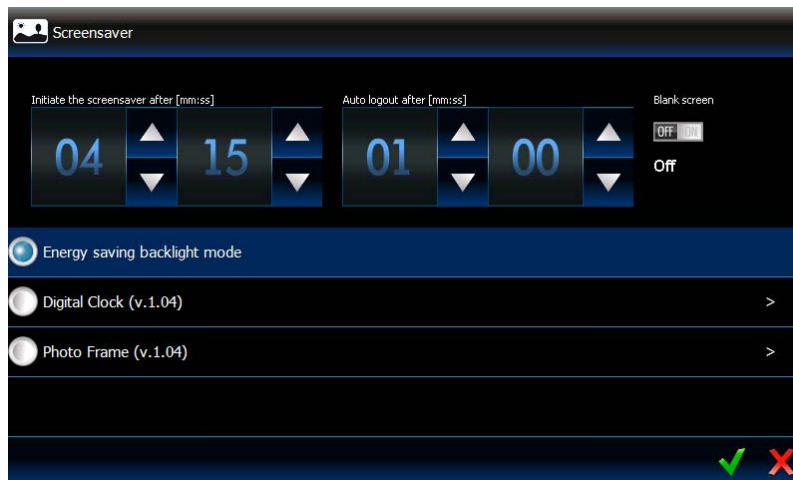 Screensaver
Initiate the screensaver after [mm:ss] Auto logout after [mm:ss] Blank screen
04 15 01 00 OFF ON
Off
Energy saving backlight mode
Digital Clock (v.1.04) >
Photo Frame (v.1.04) >